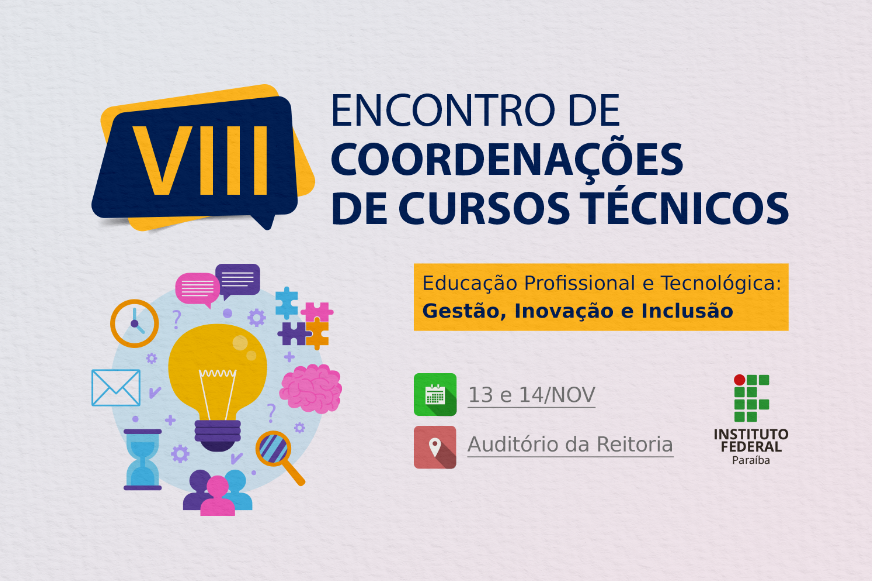 VIII
ENCONTRO DE
COORDENAÇÕES
DE CURSOS TÉCNICOS
Educação Profissional e Tecnológica:
Gestão, Inovação e Inclusão
13 e 14/NOV
Auditório da Reitoria
INSTITUTO
FEDERAL
Paraíba